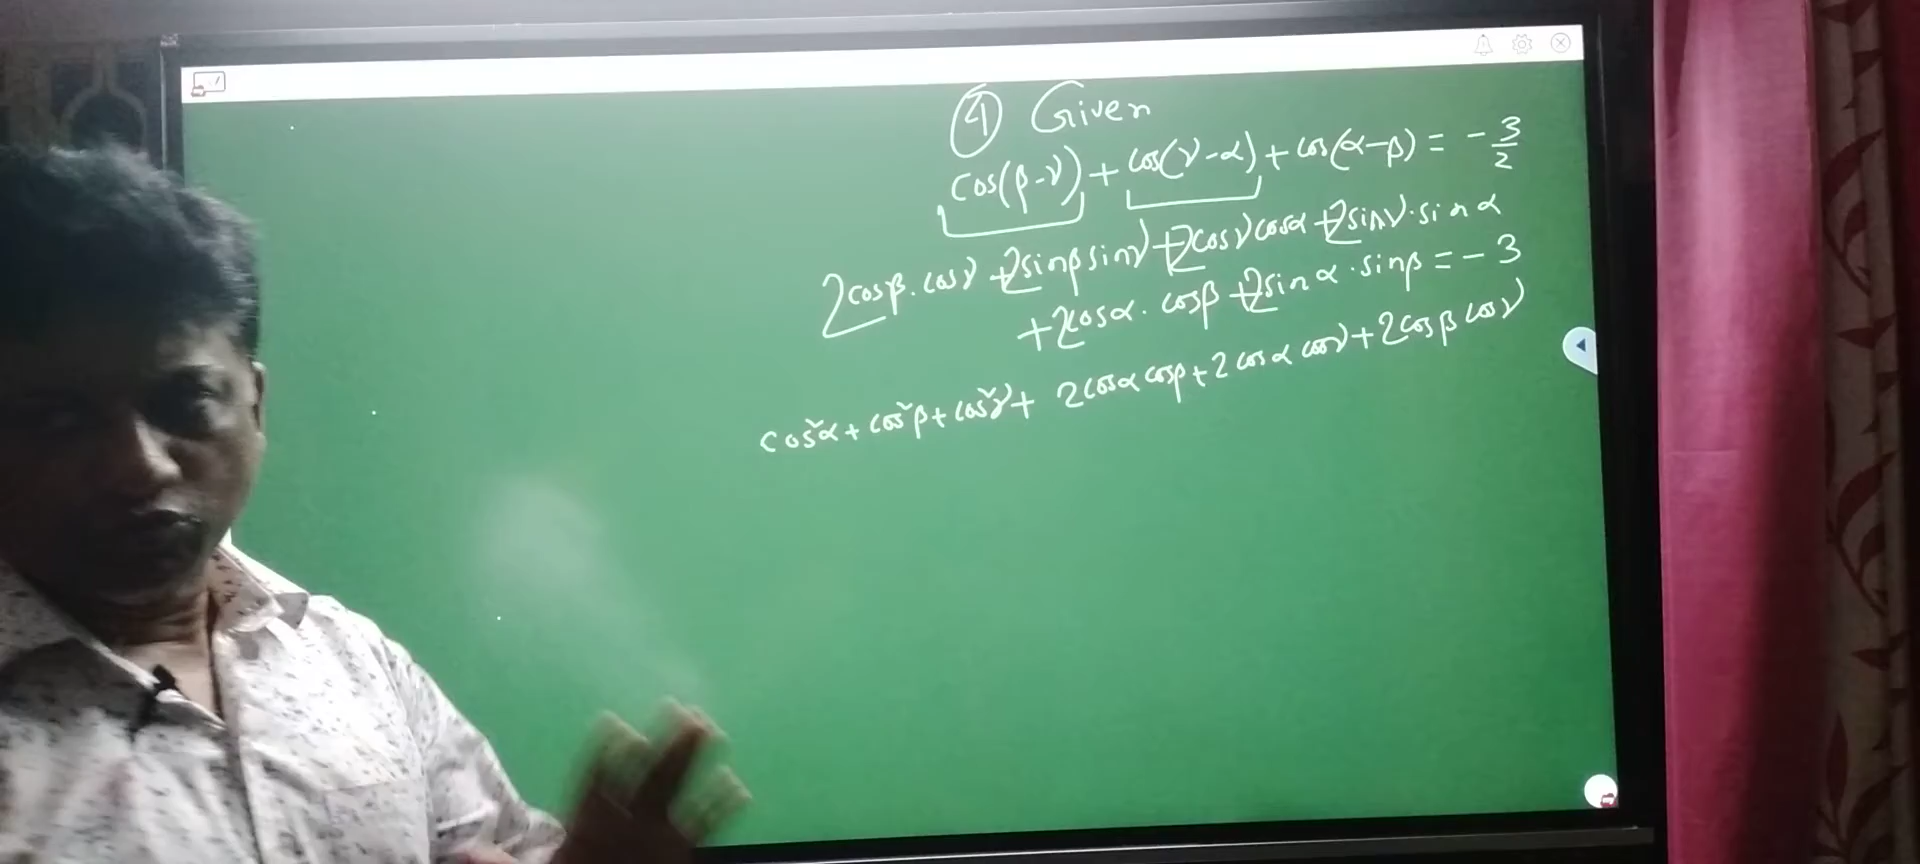 ④ Given
cos(β-γ) + cos(γ-α) + cos(α-β) = -3/2
2cosβ.cosγ + 2sinβ sinγ + 2cosγ cosα + 2sinγ.sinα
+ 2cosα.cosβ + 2sinα.sinβ = -3
cos²α + cos²β + cos²γ + 2cosα cosβ + 2cosα cosγ + 2cosβ cosγ